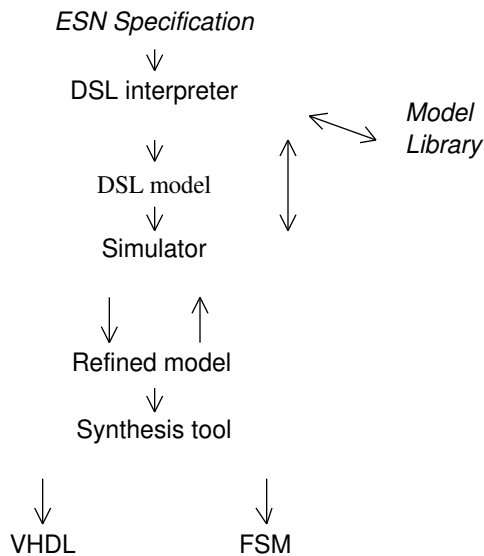 ESN Specification
DSL interpreter
Model
Library
DSL model
Simulator
Refined model
Synthesis tool
VHDL
FSM